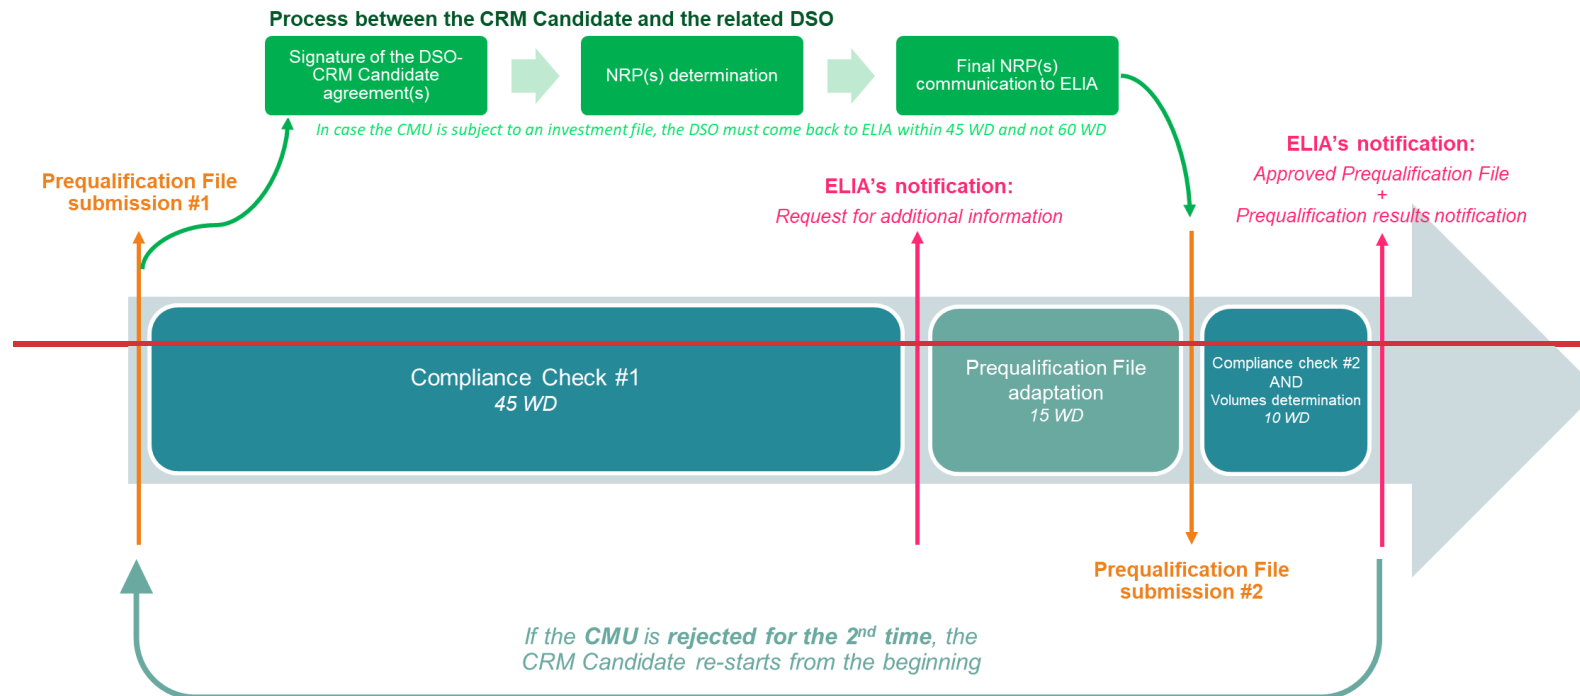 Process between the CRM Candidate and the related DSO
Signature of the DSO-
CRM Candidate
agreement(s)
NRP(s) determination
Final NRP(s)
communication to ELIA
In case the CMU is subject to an investment file, the DSO must come back to ELIA within 45 WD and not 60 WD
Prequalification File
submission #1
ELIA's notification:
Request for additional information
ELIA's notification:
Approved Prequalification File
+
Prequalification results notification
Compliance Check #1
45 WD
Prequalification File
adaptation
15 WD
Compliance check #2
AND
Volumes determination
10 WD
Prequalification File
submission #2
If the CMU is rejected for the 2nd time, the
CRM Candidate re-starts from the beginning